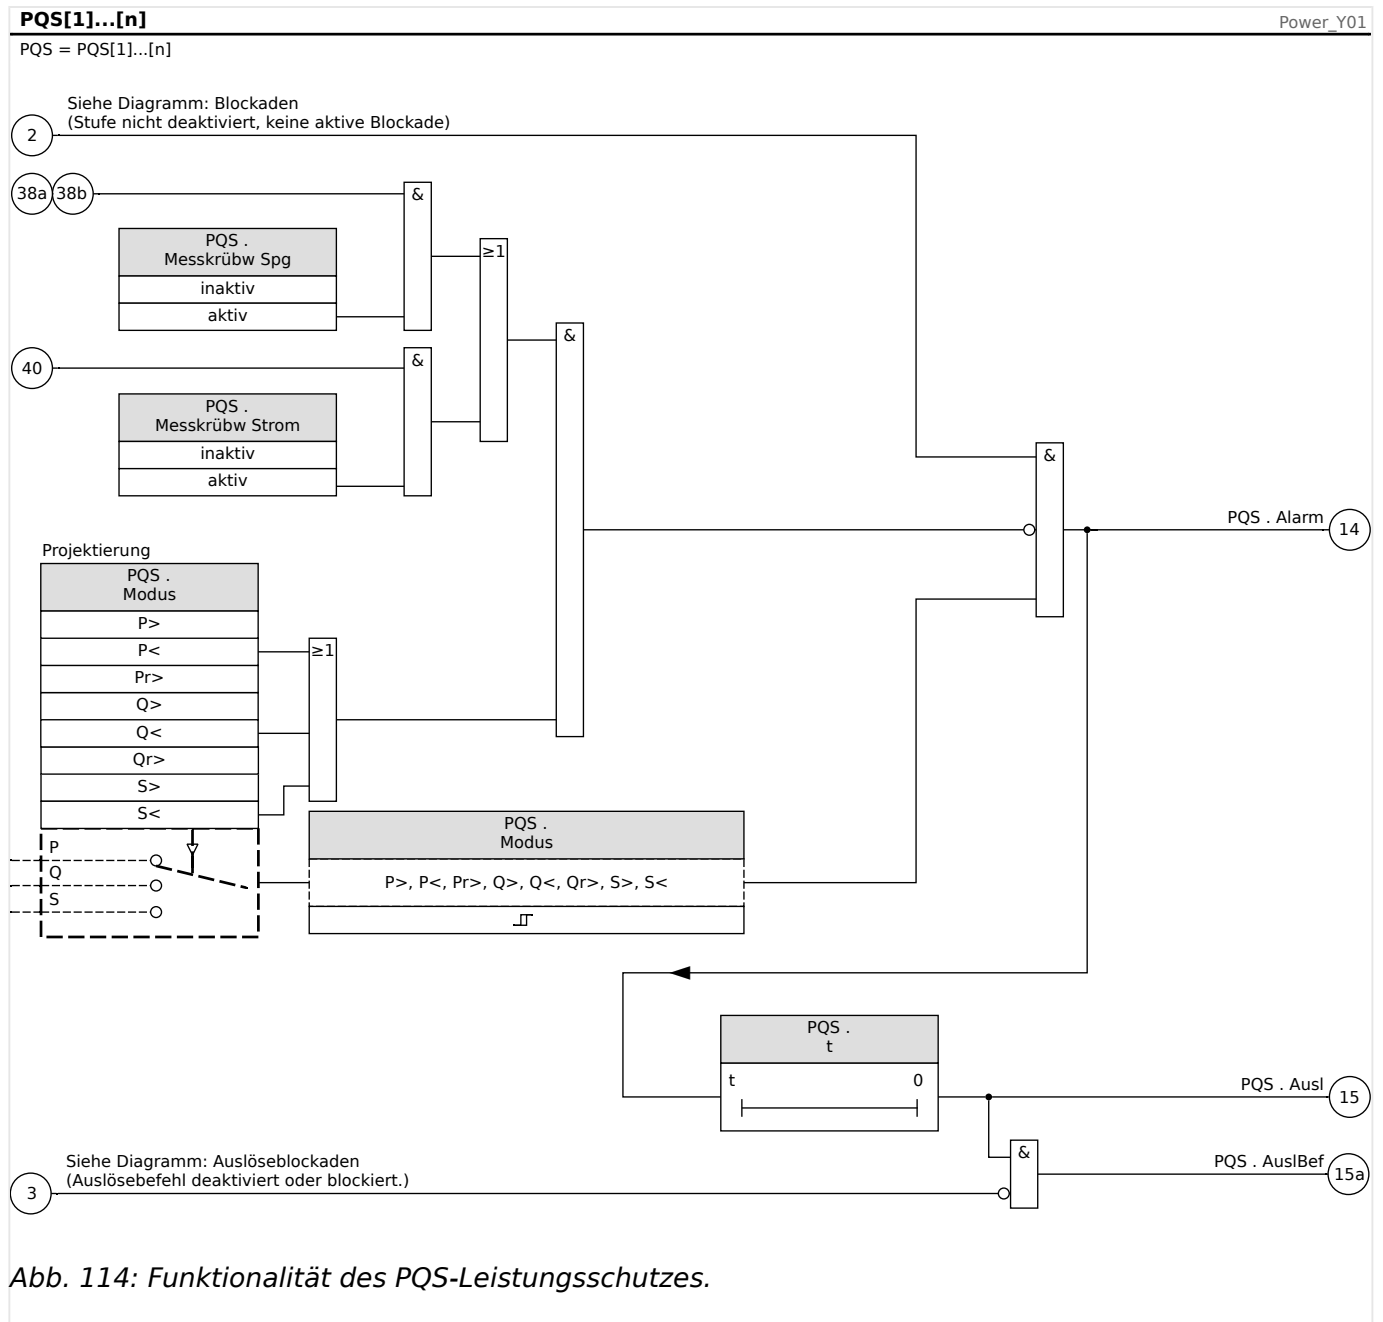 PQS[1]...[n]
Power_Y01
PQS = PQS[1]...[n]
Siehe Diagramm: Blockaden
(Stufe nicht deaktiviert, keine aktive Blockade)
2
38a 38b
&
PQS .
Messkrübw Spg
inaktiv
aktiv
≥1
&
40
&
PQS .
Messkrübw Strom
inaktiv
aktiv
&
PQS . Alarm
14
Projektierung
PQS .
Modus
P>
P<
Pr>
Q>
Q<
Qr>
S>
S<
≥1
P
Q
S
PQS .
Modus
P>, P<, Pr>, Q>, Q<, Qr>, S>, S<
PQS .
t
t 0
PQS . Ausl
15
&
PQS . AuslBef
15a
Siehe Diagramm: Auslöseblockaden
(Auslösebefehl deaktiviert oder blockiert.)
3
Abb. 114: Funktionalität des PQS-Leistungsschutzes.